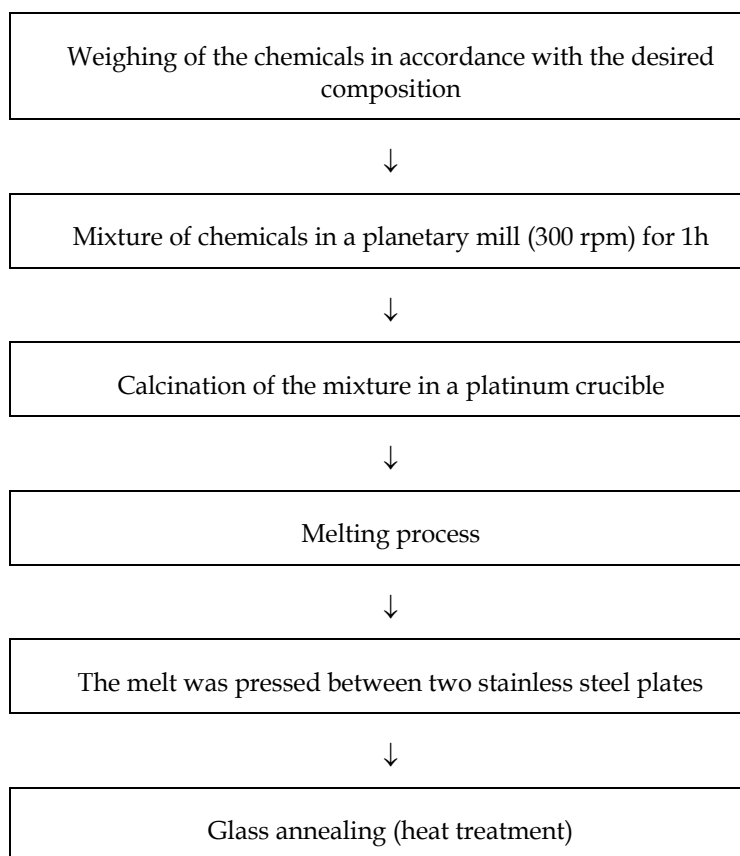 Weighing of the chemicals in accordance with the desired
composition
↓
Mixture of chemicals in a planetary mill (300 rpm) for 1h
↓
Calcination of the mixture in a platinum crucible
↓
Melting process
↓
The melt was pressed between two stainless steel plates
↓
Glass annealing (heat treatment)